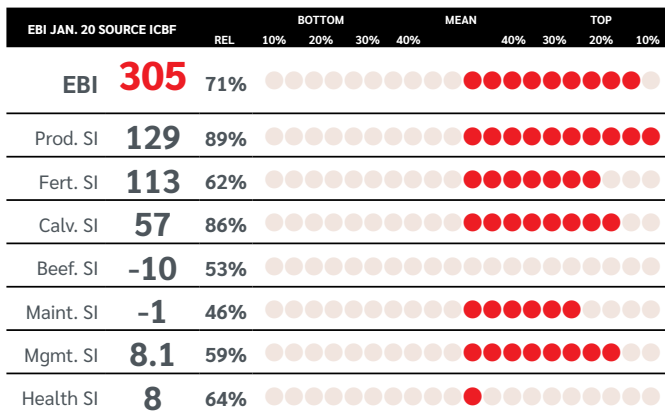 EBI JAN. 20 SOURCE ICBF REL BOTTOM MEAN TOP
10% 20% 30% 40% 40% 30% 20% 10%
EBI 305 71%
Prod. SI 129 89%
Fert. SI 113 62%
Calv. SI 57 86%
Beef. SI -10 53%
Maint. SI -1 46%
Mgmt. SI 8.1 59%
Health SI 8 64%